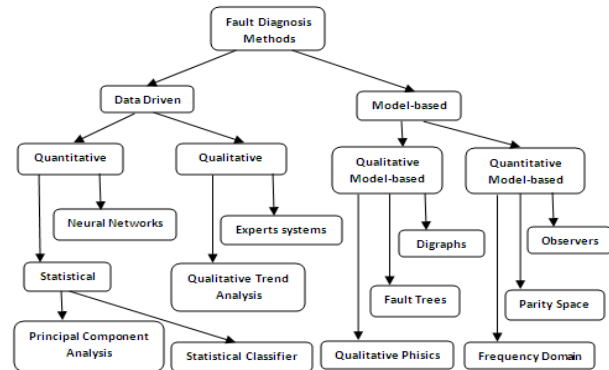 Fault Diagnosis
Methods
Data Driven
Model-based
Quantitative
Qualitative
Qualitative
Model-based
Quantitative
Model-based
Neural Networks
Experts systems
Digraphs
Observers
Statistical
Qualitative Trend
Analysis
Fault Trees
Parity Space
Principal Component
Analysis
Statistical Classifier
Qualitative Phisics
Frequency Domain